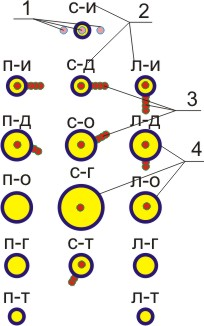 1 с-и 2
п-и с-д л-и
3
п-д с-о п-д
4
п-о с-г л-о
п-г с-т л-г
п-т л-т